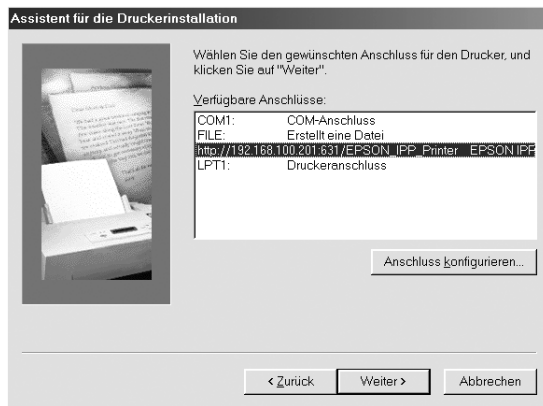 Assistent für die Druckerinstallation
Wählen Sie den gewünschten Anschluss für den Drucker, und
klicken Sie auf "Weiter".
Verfügbare Anschlüsse:
COM1: COM-Anschluss
FILE: Erstellt eine Datei
http://192.168.100.201:631/EPSON_IPP_Printer EPSON IPP
LPT1: Druckeranschluss
Anschluss konfigurieren...
< Zurück Weiter > Abbrechen